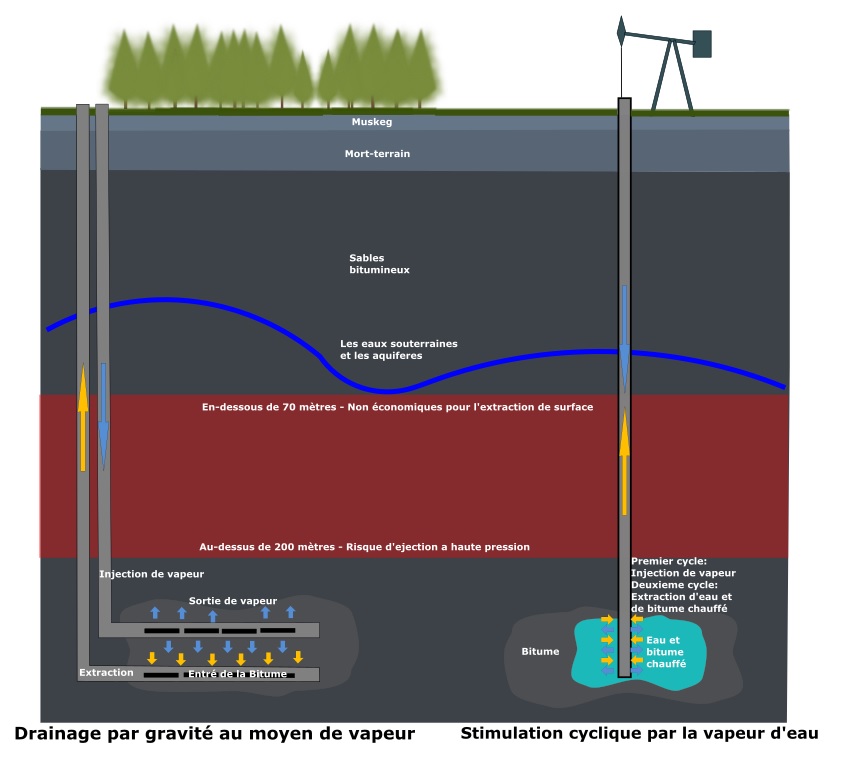 Muskeg
Mort-terrain
Sables
bitumineux
Les eaux souterraines
et les aquiferes
En-dessous de 70 mètres - Non économiques pour l'extraction de surface
Au-dessus de 200 mètres - Risque d'ejection a haute pression
Injection de vapeur
Sortie de vapeur
Extraction
Entré de la Bitume
Premier cycle:
Injection de vapeur
Deuxieme cycle:
Extraction d'eau et
de bitume chauffé
Bitume
Eau et
bitume
chauffé
Drainage par gravité au moyen de vapeur
Stimulation cyclique par la vapeur d'eau